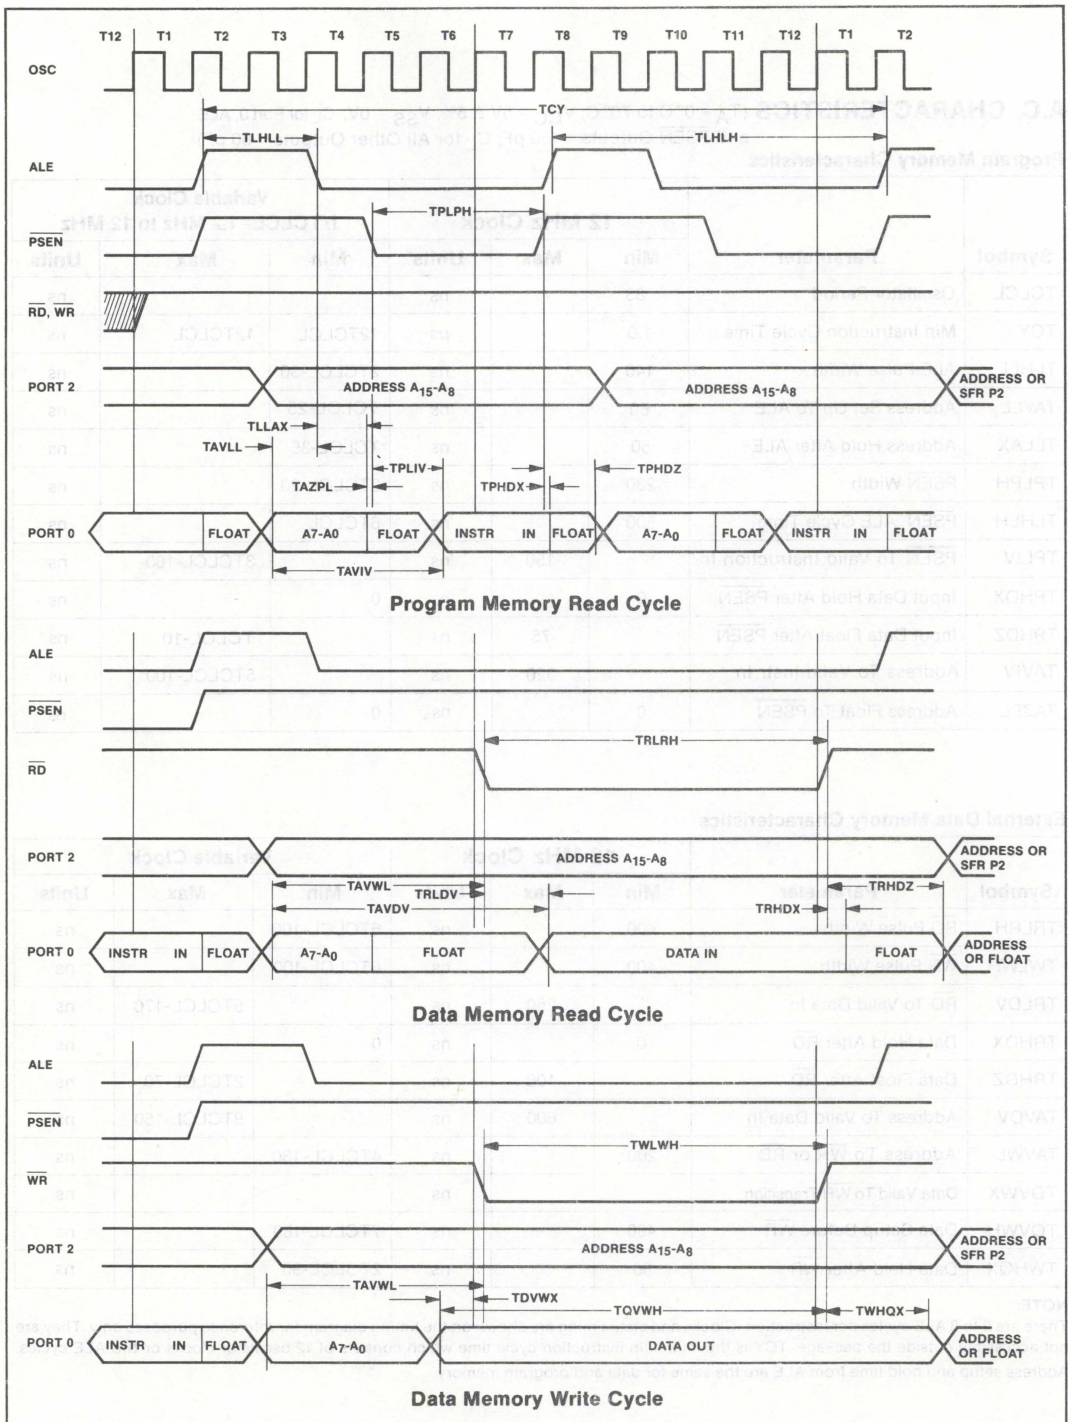 T12 T1 T2 T3 T4 T5 T6 T7 T8 T9 T10 T11 T12 T1 T2
OSC
TCY
TLHLL TLHLH
ALE
TPLPH
PSEN
RD, WR
PORT 2 ADDRESS A15-A8 ADDRESS A15-A8 ADDRESS OR SFR P2
TLLAX
TAVLL TPLIV TPHDZ
TAZPL TPHDX
PORT 0 FLOAT A7-A0 FLOAT INSTR IN FLOAT A7-A0 FLOAT INSTR IN FLOAT
TAVIV
Program Memory Read Cycle
ALE
PSEN
TRLRH
RD
PORT 2 ADDRESS A15-A8 ADDRESS OR SFR P2
TAVWL TRHDZ
TRLDV
TAVDV TRHDX
PORT 0 INSTR IN FLOAT A7-A0 FLOAT DATA IN FLOAT ADDRESS OR FLOAT
Data Memory Read Cycle
ALE
PSEN
TWLWH
WR
PORT 2 ADDRESS A15-A8 ADDRESS OR SFR P2
TAVWL TDVWX
TQVWH TWHQX
PORT 0 INSTR IN FLOAT A7-A0 DATA OUT ADDRESS OR FLOAT
Data Memory Write Cycle